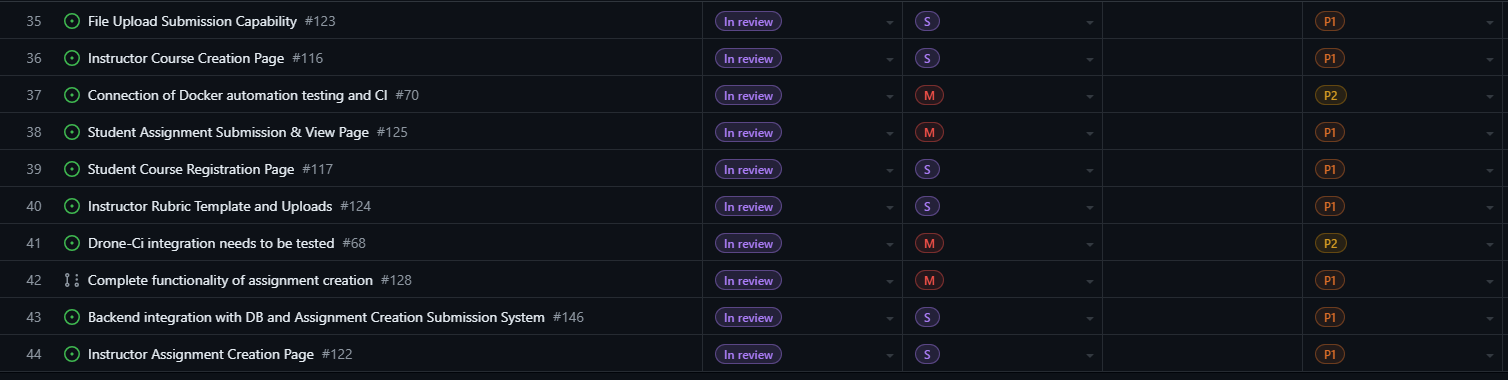 35 File Upload Submission Capability #123 In review S P1
36 Instructor Course Creation Page #116 In review S P1
37 Connection of Docker automation testing and CI #70 In review M P2
38 Student Assignment Submission & View Page #125 In review M P1
39 Student Course Registration Page #117 In review S P1
40 Instructor Rubric Template and Uploads #124 In review S P1
41 Drone-Ci integration needs to be tested #68 In review M P2
42 Complete functionality of assignment creation #128 In review M P1
43 Backend integration with DB and Assignment Creation Submission System #146 In review S P1
44 Instructor Assignment Creation Page #122 In review S P1